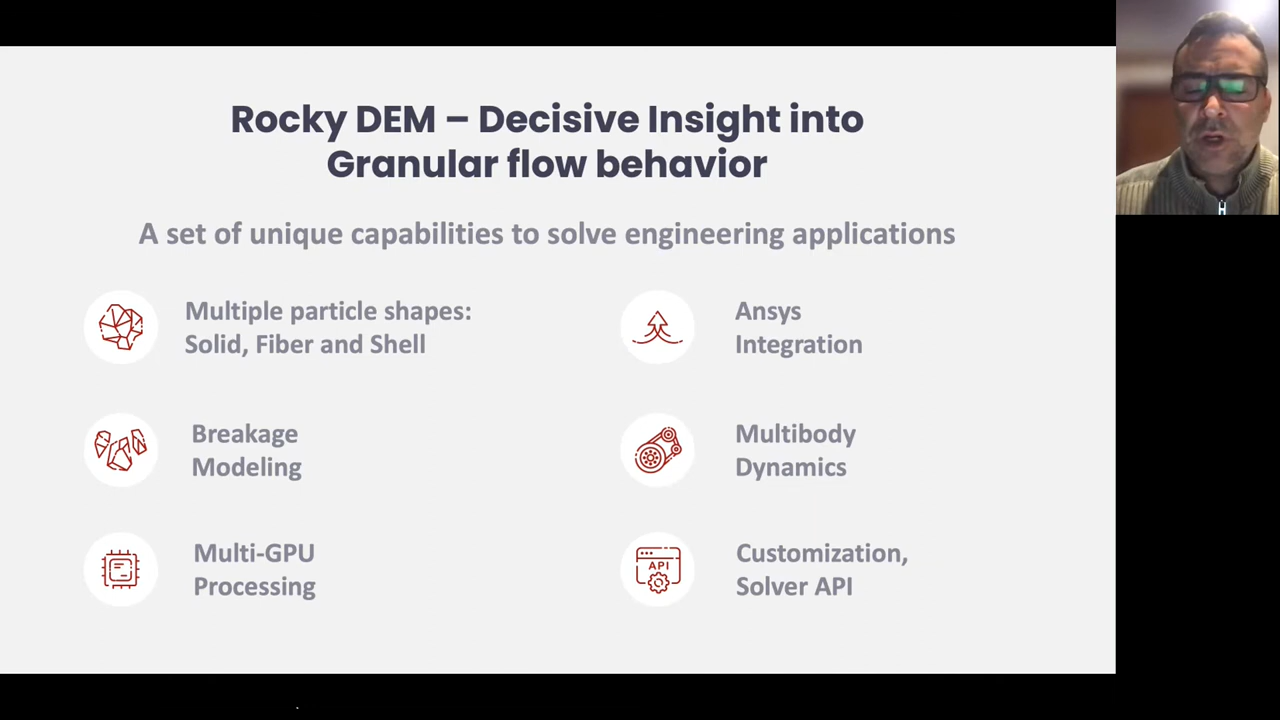 Rocky DEM – Decisive Insight into
Granular flow behavior
A set of unique capabilities to solve engineering applications
Multiple particle shapes:
Solid, Fiber and Shell
Ansys
Integration
Breakage
Modeling
Multibody
Dynamics
Multi-GPU
Processing
API
Customization,
Solver API